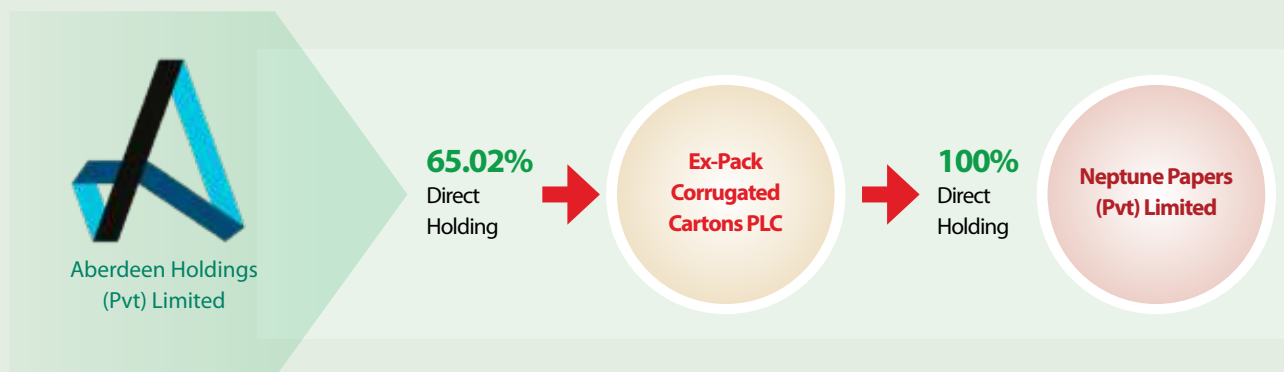 Aberdeen Holdings
(Pvt) Limited
65.02%
Direct
Holding
Ex-Pack
Corrugated
Cartons PLC
100%
Direct
Holding
Neptune Papers
(Pvt) Limited